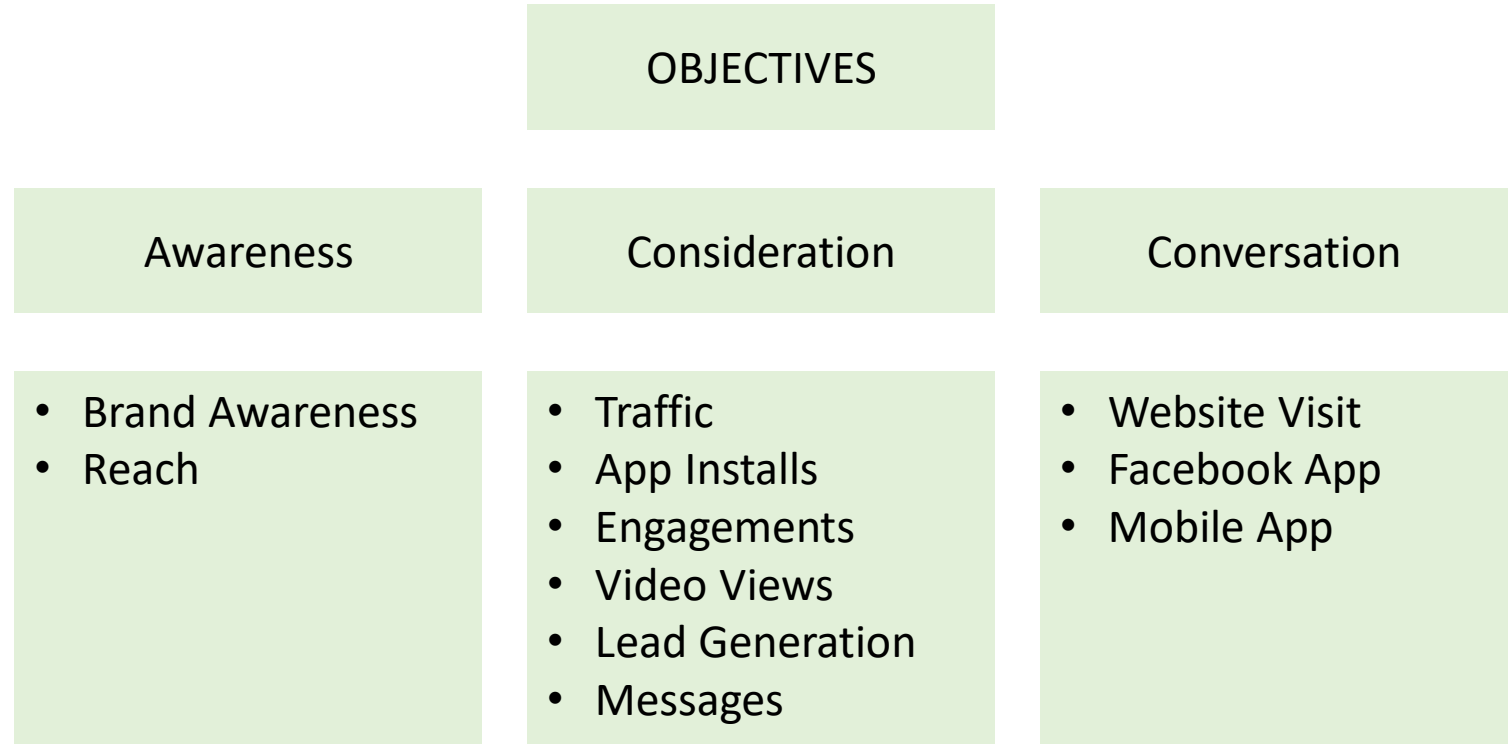 OBJECTIVES
Awareness
Consideration
Conversation
• Brand Awareness
• Reach
• Traffic
• App Installs
• Engagements
• Video Views
• Lead Generation
• Messages
• Website Visit
• Facebook App
• Mobile App